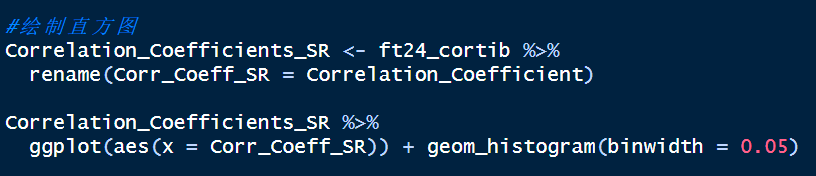 #绘制直方图
Correlation_Coefficients_SR <- ft24_cortib %>%
  rename(Corr_Coeff_SR = Correlation_Coefficient)

Correlation_Coefficients_SR %>%
  ggplot(aes(x = Corr_Coeff_SR)) + geom_histogram(binwidth = 0.05)